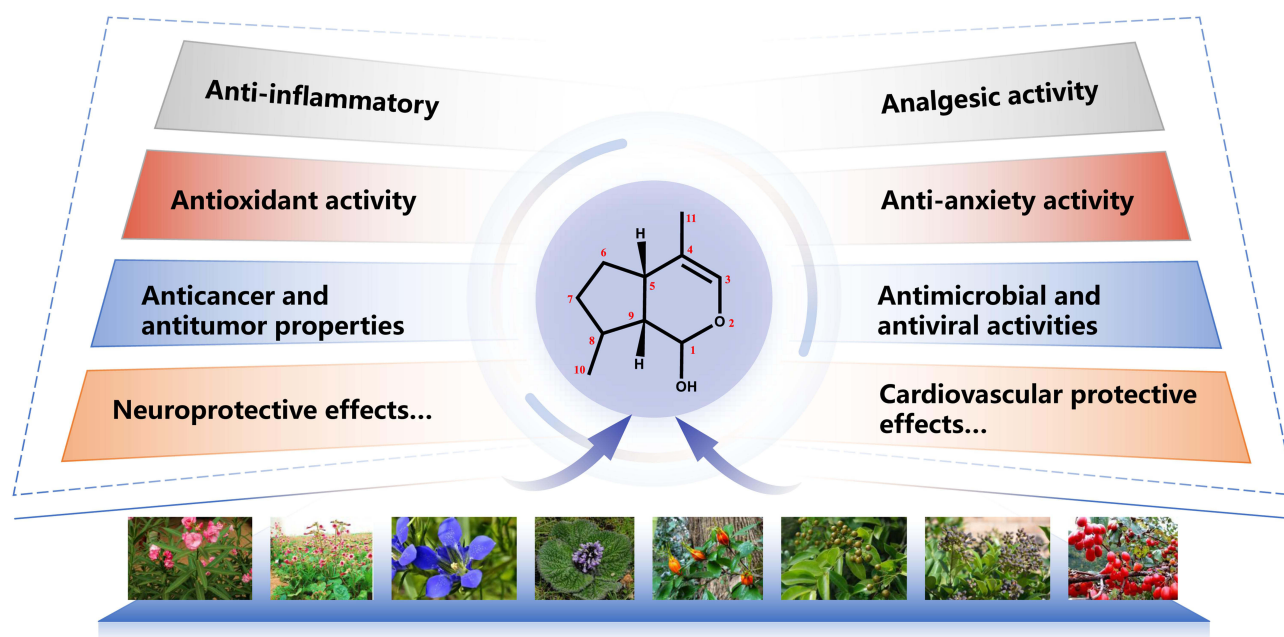 Anti-inflammatory
Antioxidant activity
Anticancer and
antitumor properties
Neuroprotective effects...
11
H
4
6
3
5
7
9
O 2
8
1
10
H
OH
Analgesic activity
Anti-anxiety activity
Antimicrobial and
antiviral activities
Cardiovascular protective
effects...